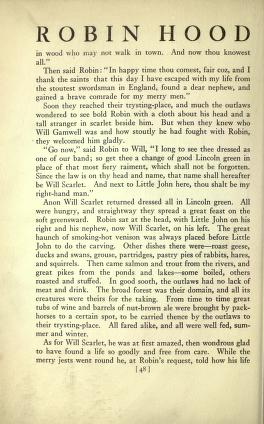 ROBIN HOOD
in wood who may not walk in town. And now thou knowest
all."
Then said Robin: "In happy time thou comest, fair coz, and I
thank the saints that this day I have escaped with my life from
the stoutest swordsman in England, found a dear nephew, and
gained a brave comrade for my merry men."
Soon they reached their trysting-place, and much the outlaws
wondered to see bold Robin with a cloth about his head and a
tall stranger in scarlet beside him. But when they knew who
Will Gamwell was and how stoutly he had fought with Robin,
they welcomed him gladly.
"Go now," said Robin to Will, "I long to see thee dressed as
one of our band; so get thee a change of good Lincoln green in
place of that most fiery raiment, which shall not be forgotten.
Since the law is on thy head and name, that name shall hereafter
be Will Scarlet. And next to Little John here, thou shalt be my
right-hand man."
Anon Will Scarlet returned dressed all in Lincoln green. All
were hungry, and straightway they spread a great feast on the
soft greensward. Robin sat at the head, with Little John on his
right and his nephew, now Will Scarlet, on his left. The great
haunch of smoking-hot venison was always placed before Little
John to do the carving. Other dishes there were—roast geese,
ducks and swans, grouse, partridges, pastry pies of rabbits, hares,
and squirrels. Then came salmon and trout from the rivers, and
great pikes from the ponds and lakes—some boiled, others
roasted and stuffed. In good sooth, the outlaws had no lack of
meat and drink. The broad forest was their domain, and all its
creatures were theirs for the taking. From time to time great
tubs of wine and barrels of nut-brown ale were brought by pack-
horses to a certain spot, to be carried thence by the outlaws to
their trysting-place. All fared alike, and all were well fed, sum-
mer and winter.
As for Will Scarlet, he was at first amazed, then wondrous glad
to have found a life so goodly and free from care. While the
merry jests went round he, at Robin's request, told how his life
[48]